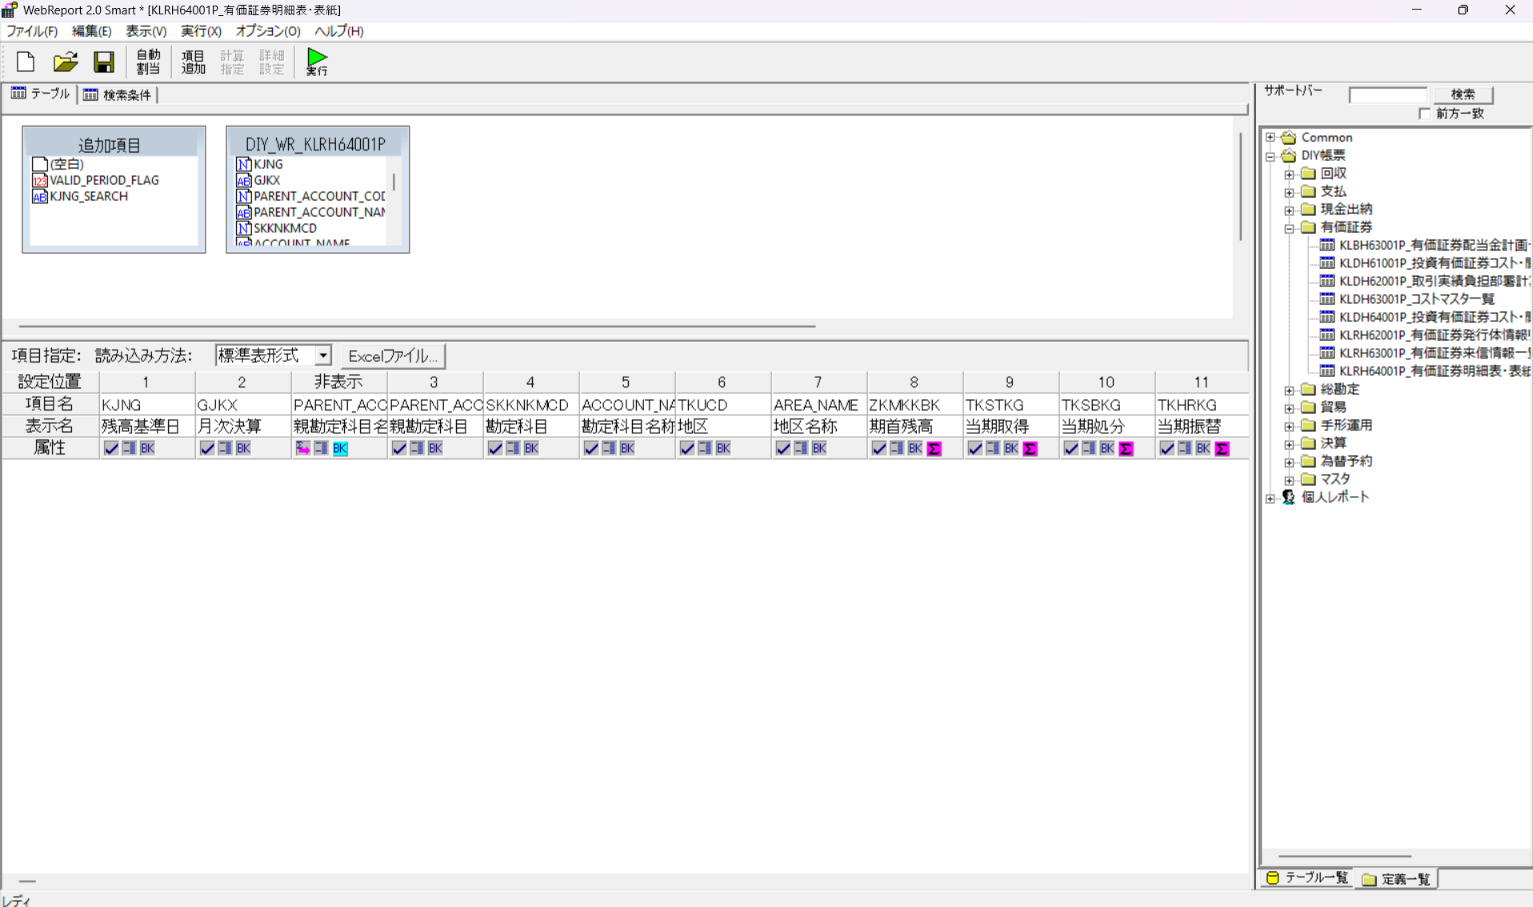 WebReport 2.0 Smart * [KLRH64001P_有価証券明細表・表紙]
ファイル(F) 編集(E) 表示(V) 実行(X) オプション(O) ヘルプ(H)
自動割当 項目追加 計算指定 詳細設定 実行
テーブル 検索条件
追加項目
(空白)
VALID_PERIOD_FLAG
KJNG_SEARCH
DIY_WR_KLRH64001P
KJNG
GJKX
PARENT_ACCOUNT_COD
PARENT_ACCOUNT_NAM
SKKNKMCD
ACCOUNT_NAME
項目指定: 読み込み方法: 標準表形式 Excelファイル...
設定位置 1 2 非表示 3 4 5 6 7 8 9 10 11
項目名 KJNG GJKX PARENT_ACC PARENT_ACC SKKNKMCD ACCOUNT_NA TKUCD AREA_NAME ZKMKKBK TKSTKG TKSBKG TKHRKG
表示名 残高基準日 月次決算 親勘定科目名 親勘定科目 勘定科目 勘定科目名称 地区 地区名称 期首残高 当期取得 当期処分 当期振替
属性 BK BK BK BK BK BK BK BK BK Σ BK Σ BK Σ BK Σ
サポートバー 検索
前方一致
Common
DIY帳票
回収
支払
現金出納
有価証券
KLBH63001P_有価証券配当金計画・
KLDH61001P_投資有価証券コスト・
KLDH62001P_取引実績負担部署計
KLDH63001P_コストマスタ一覧
KLDH64001P_投資有価証券コスト・
KLRH62001P_有価証券発行体情報
KLRH63001P_有価証券来信情報一
KLRH64001P_有価証券明細表・表紙
総勘定
貿易
手形運用
決算
為替予約
マスタ
個人レポート
テーブル一覧 定義一覧
レディ